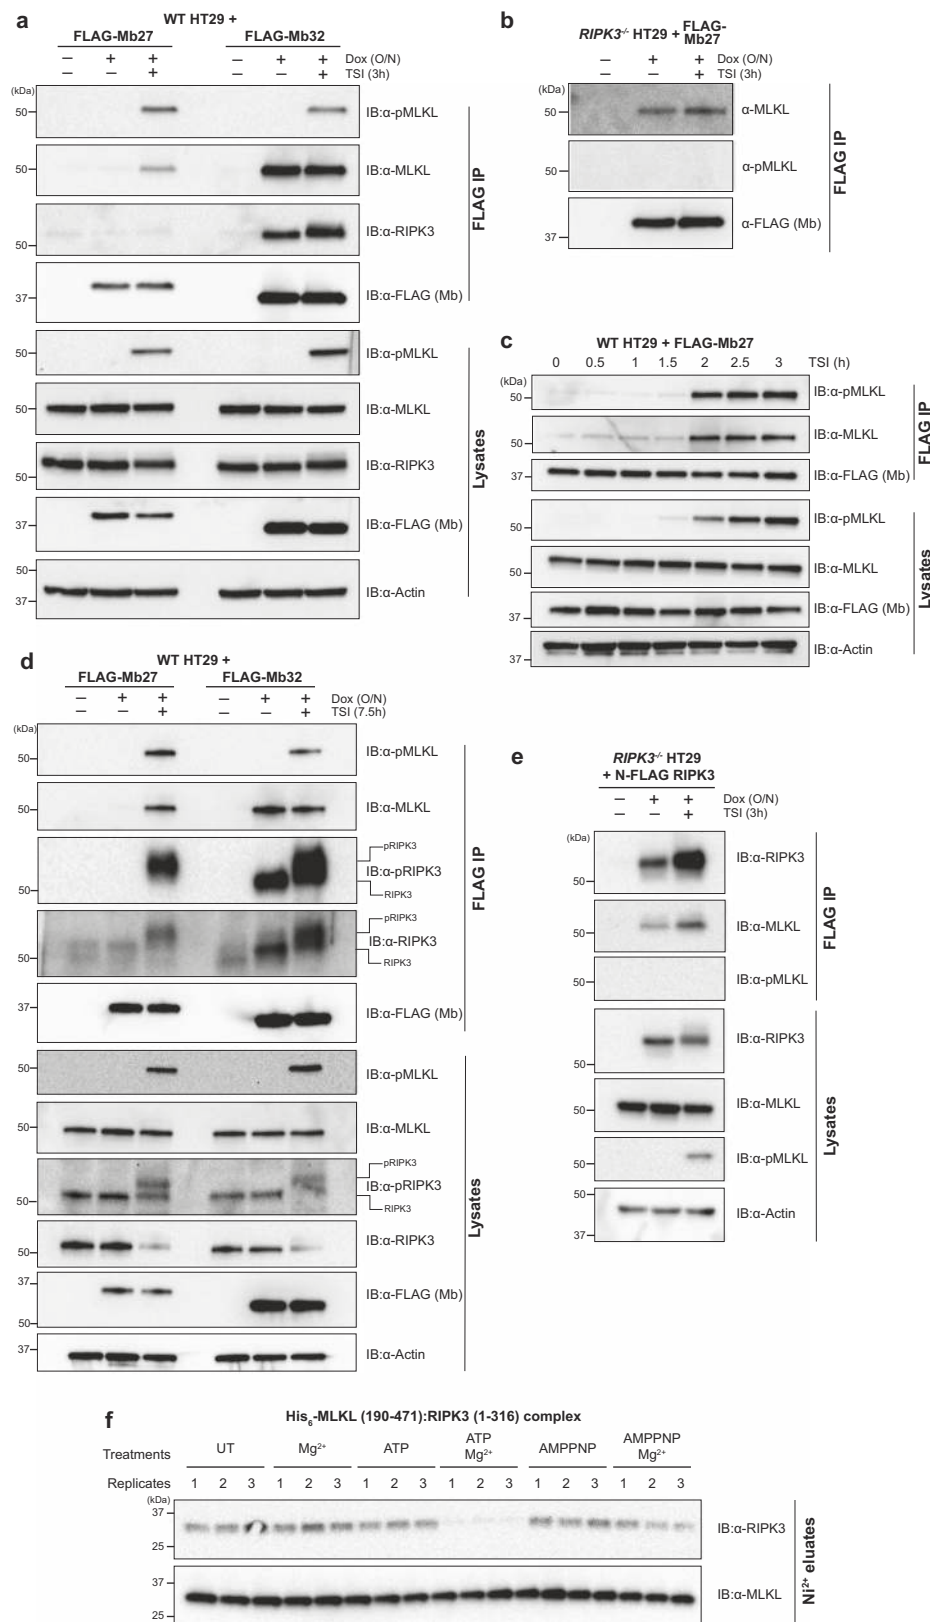 a
WT HT29 +
FLAG-Mb27 FLAG-Mb32
– + + – + + Dox (O/N)
– – + – – + TSI (3h)
(kDa)
50 IB:α-pMLKL
50 IB:α-MLKL
50 IB:α-RIPK3
37 IB:α-FLAG (Mb)
FLAG IP
50 IB:α-pMLKL
50 IB:α-MLKL
50 IB:α-RIPK3
37 IB:α-FLAG (Mb)
50
37 IB:α-Actin
Lysates
b
RIPK3-/- HT29 + FLAG-Mb27
– + + Dox (O/N)
– – + TSI (3h)
(kDa)
50 α-MLKL
50 α-pMLKL
37 α-FLAG (Mb)
FLAG IP
c
WT HT29 + FLAG-Mb27
0 0.5 1 1.5 2 2.5 3 TSI (h)
(kDa)
50 IB:α-pMLKL
50 IB:α-MLKL
37 IB:α-FLAG (Mb)
FLAG IP
50 IB:α-pMLKL
50 IB:α-MLKL
37 IB:α-FLAG (Mb)
37 IB:α-Actin
Lysates
d
WT HT29 +
FLAG-Mb27 FLAG-Mb32
– + + – + + Dox (O/N)
– – + – – + TSI (7.5h)
(kDa)
50 IB:α-pMLKL
50 IB:α-MLKL
pRIPK3
50 IB:α-pRIPK3
RIPK3
pRIPK3
50 IB:α-RIPK3
RIPK3
37 IB:α-FLAG (Mb)
FLAG IP
50 IB:α-pMLKL
50 IB:α-MLKL
pRIPK3
50 IB:α-pRIPK3
RIPK3
50 IB:α-RIPK3
37 IB:α-FLAG (Mb)
50
37 IB:α-Actin
Lysates
e
RIPK3-/- HT29
+ N-FLAG RIPK3
– + + Dox (O/N)
– – + TSI (3h)
(kDa)
50 IB:α-RIPK3
50 IB:α-MLKL
50 IB:α-pMLKL
FLAG IP
50 IB:α-RIPK3
50 IB:α-MLKL
50 IB:α-pMLKL
50
37 IB:α-Actin
Lysates
f
His₆-MLKL (190-471):RIPK3 (1-316) complex
Treatments UT Mg²⁺ ATP ATP Mg²⁺ AMPPNP AMPPNP Mg²⁺
Replicates 1 2 3 1 2 3 1 2 3 1 2 3 1 2 3 1 2 3
(kDa)
37
25 IB:α-RIPK3
37
25 IB:α-MLKL
Ni²⁺ eluates